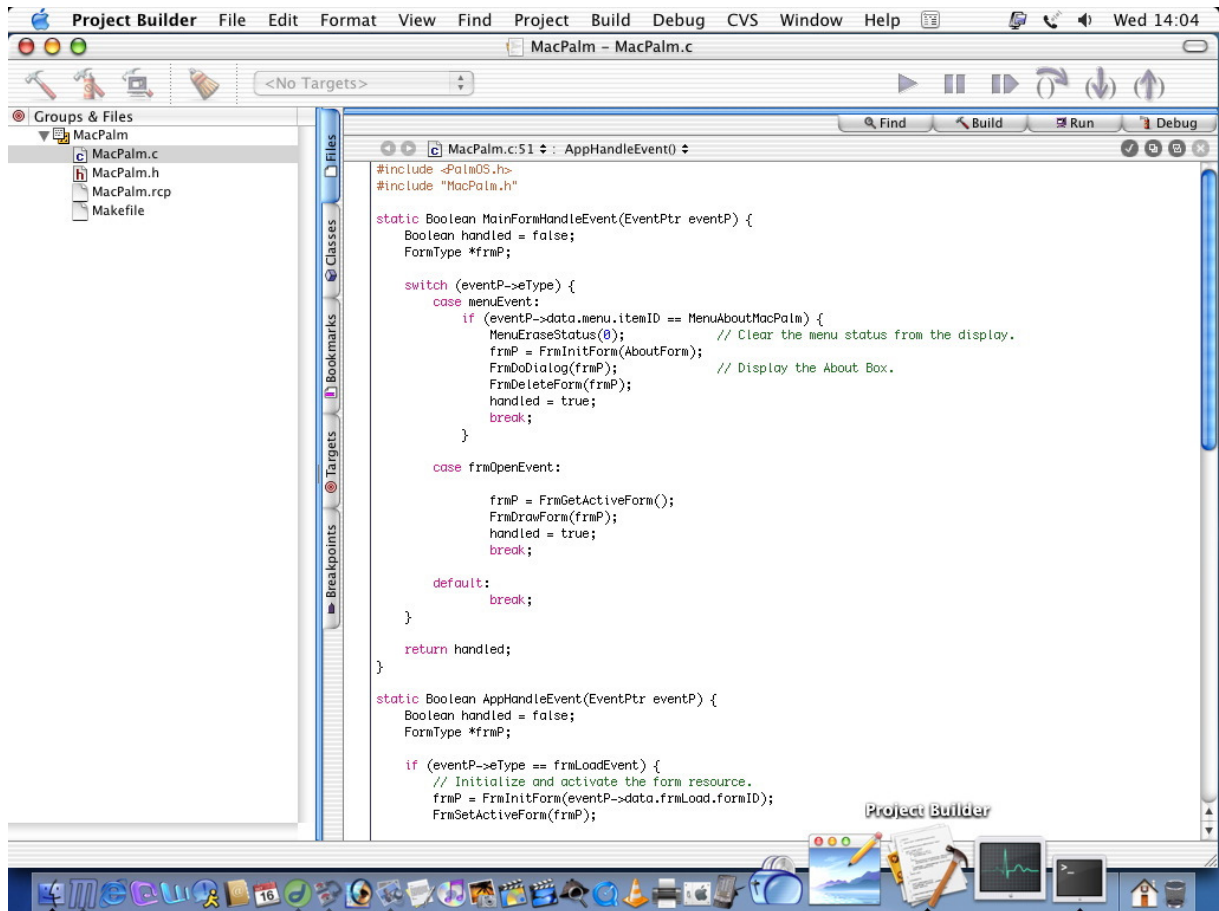 Project Builder File Edit Format View Find Project Build Debug CVS Window Help Wed 14:04
MacPalm – MacPalm.c
<No Targets>
Groups & Files
MacPalm
MacPalm.c
MacPalm.h
MacPalm.rcp
Makefile
Files
Classes
Bookmarks
Targets
Breakpoints
Find Build Run Debug
MacPalm.c:51 : AppHandleEvent()
#include <PalmOS.h>
#include "MacPalm.h"
static Boolean MainFormHandleEvent(EventPtr eventP) {
Boolean handled = false;
FormType *frmP;
switch (eventP->eType) {
case menuEvent:
if (eventP->data.menu.itemID == MenuAboutMacPalm) {
MenuEraseStatus(0); // Clear the menu status from the display.
frmP = FrmInitForm(AboutForm);
FrmDoDialog(frmP); // Display the About Box.
FrmDeleteForm(frmP);
handled = true;
break;
}
case frmOpenEvent:
frmP = FrmGetActiveForm();
FrmDrawForm(frmP);
handled = true;
break;
default:
break;
}
return handled;
}
static Boolean AppHandleEvent(EventPtr eventP) {
Boolean handled = false;
FormType *frmP;
if (eventP->eType == frmLoadEvent) {
// Initialize and activate the form resource.
frmP = FrmInitForm(eventP->data.frmLoad.formID);
FrmSetActiveForm(frmP);
Project Builder
16